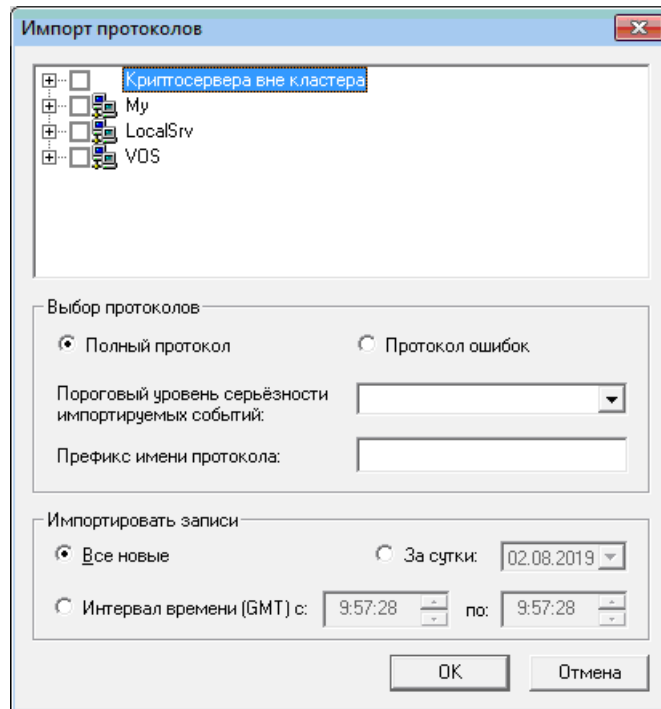 Импорт протоколов
Криптосервера вне кластера
My
LocalSrv
VOS
Выбор протоколов
Полный протокол
Протокол ошибок
Пороговый уровень серьёзности
импортируемых событий:
Префикс имени протокола:
Импортировать записи
Все новые
За сутки: 02.08.2019
Интервал времени (GMT) с: 9:57:28 по: 9:57:28
OK
Отмена